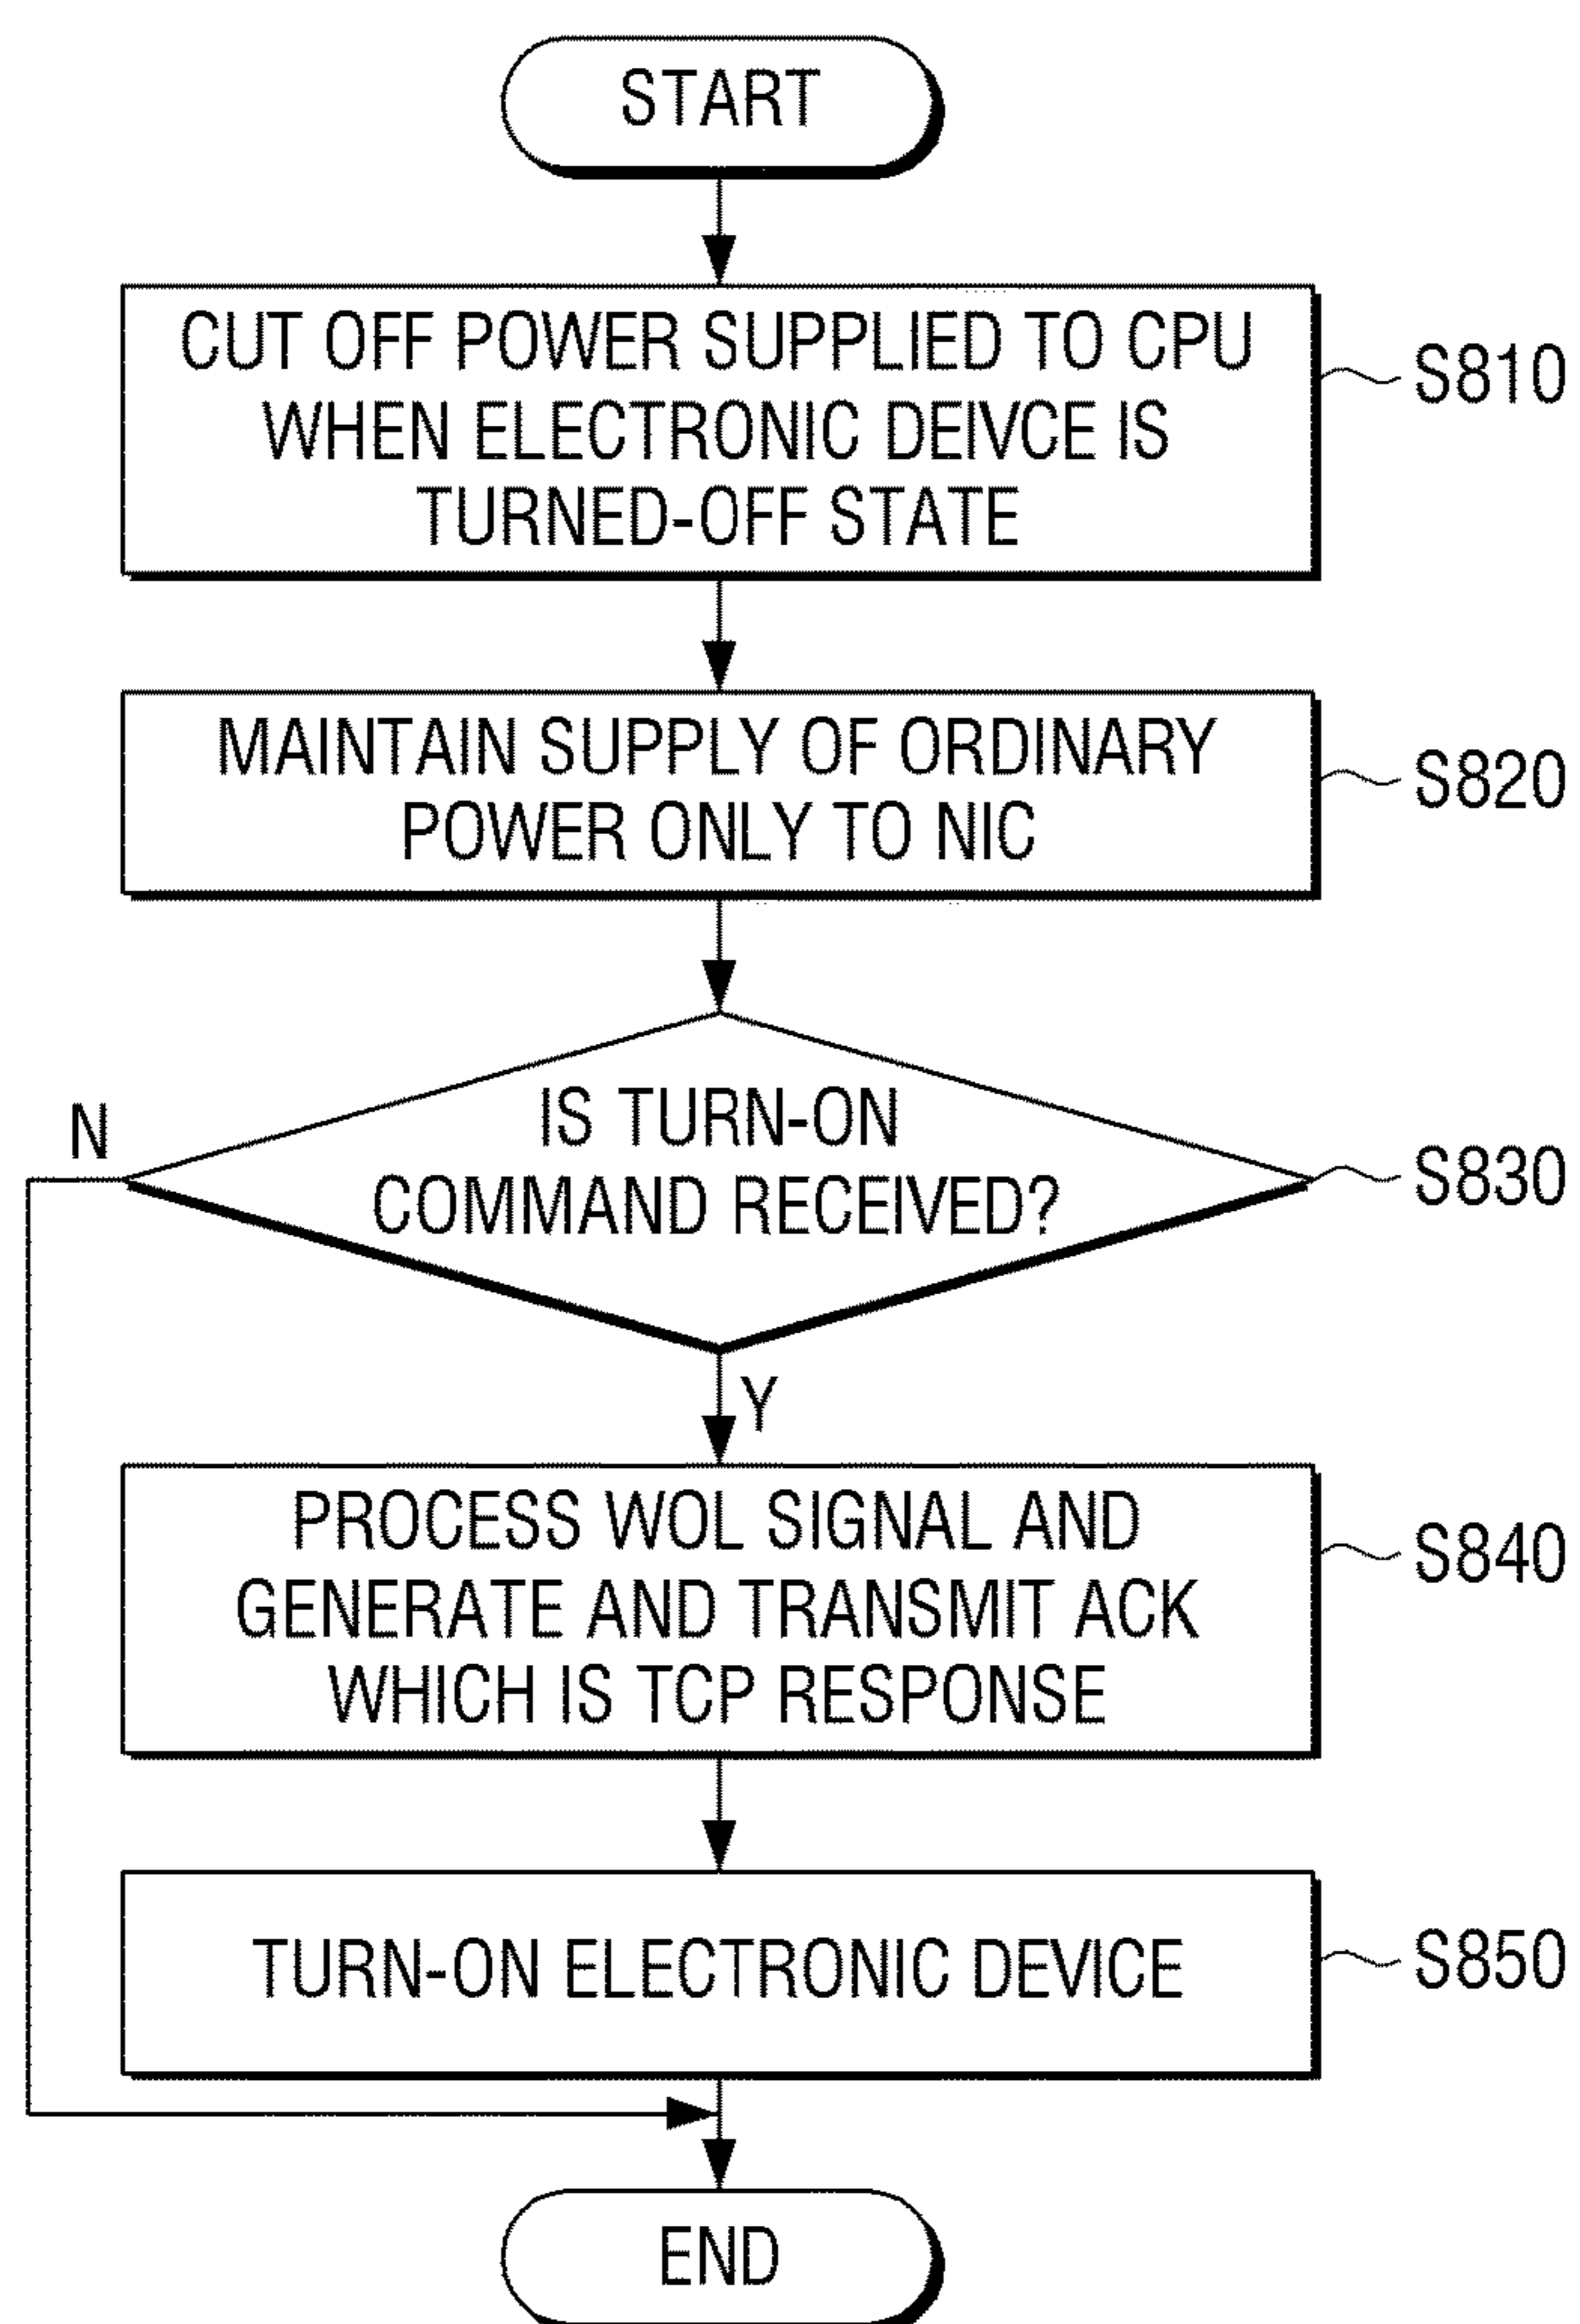 START
CUT OFF POWER SUPPLIED TO CPU
WHEN ELECTRONIC DEIVCE IS
TURNED-OFF STATE
S810
MAINTAIN SUPPLY OF ORDINARY
POWER ONLY TO NIC
S820
IS TURN-ON
COMMAND RECEIVED?
S830
N
Y
PROCESS WOL SIGNAL AND
GENERATE AND TRANSMIT ACK
WHICH IS TCP RESPONSE
S840
TURN-ON ELECTRONIC DEVICE
S850
END